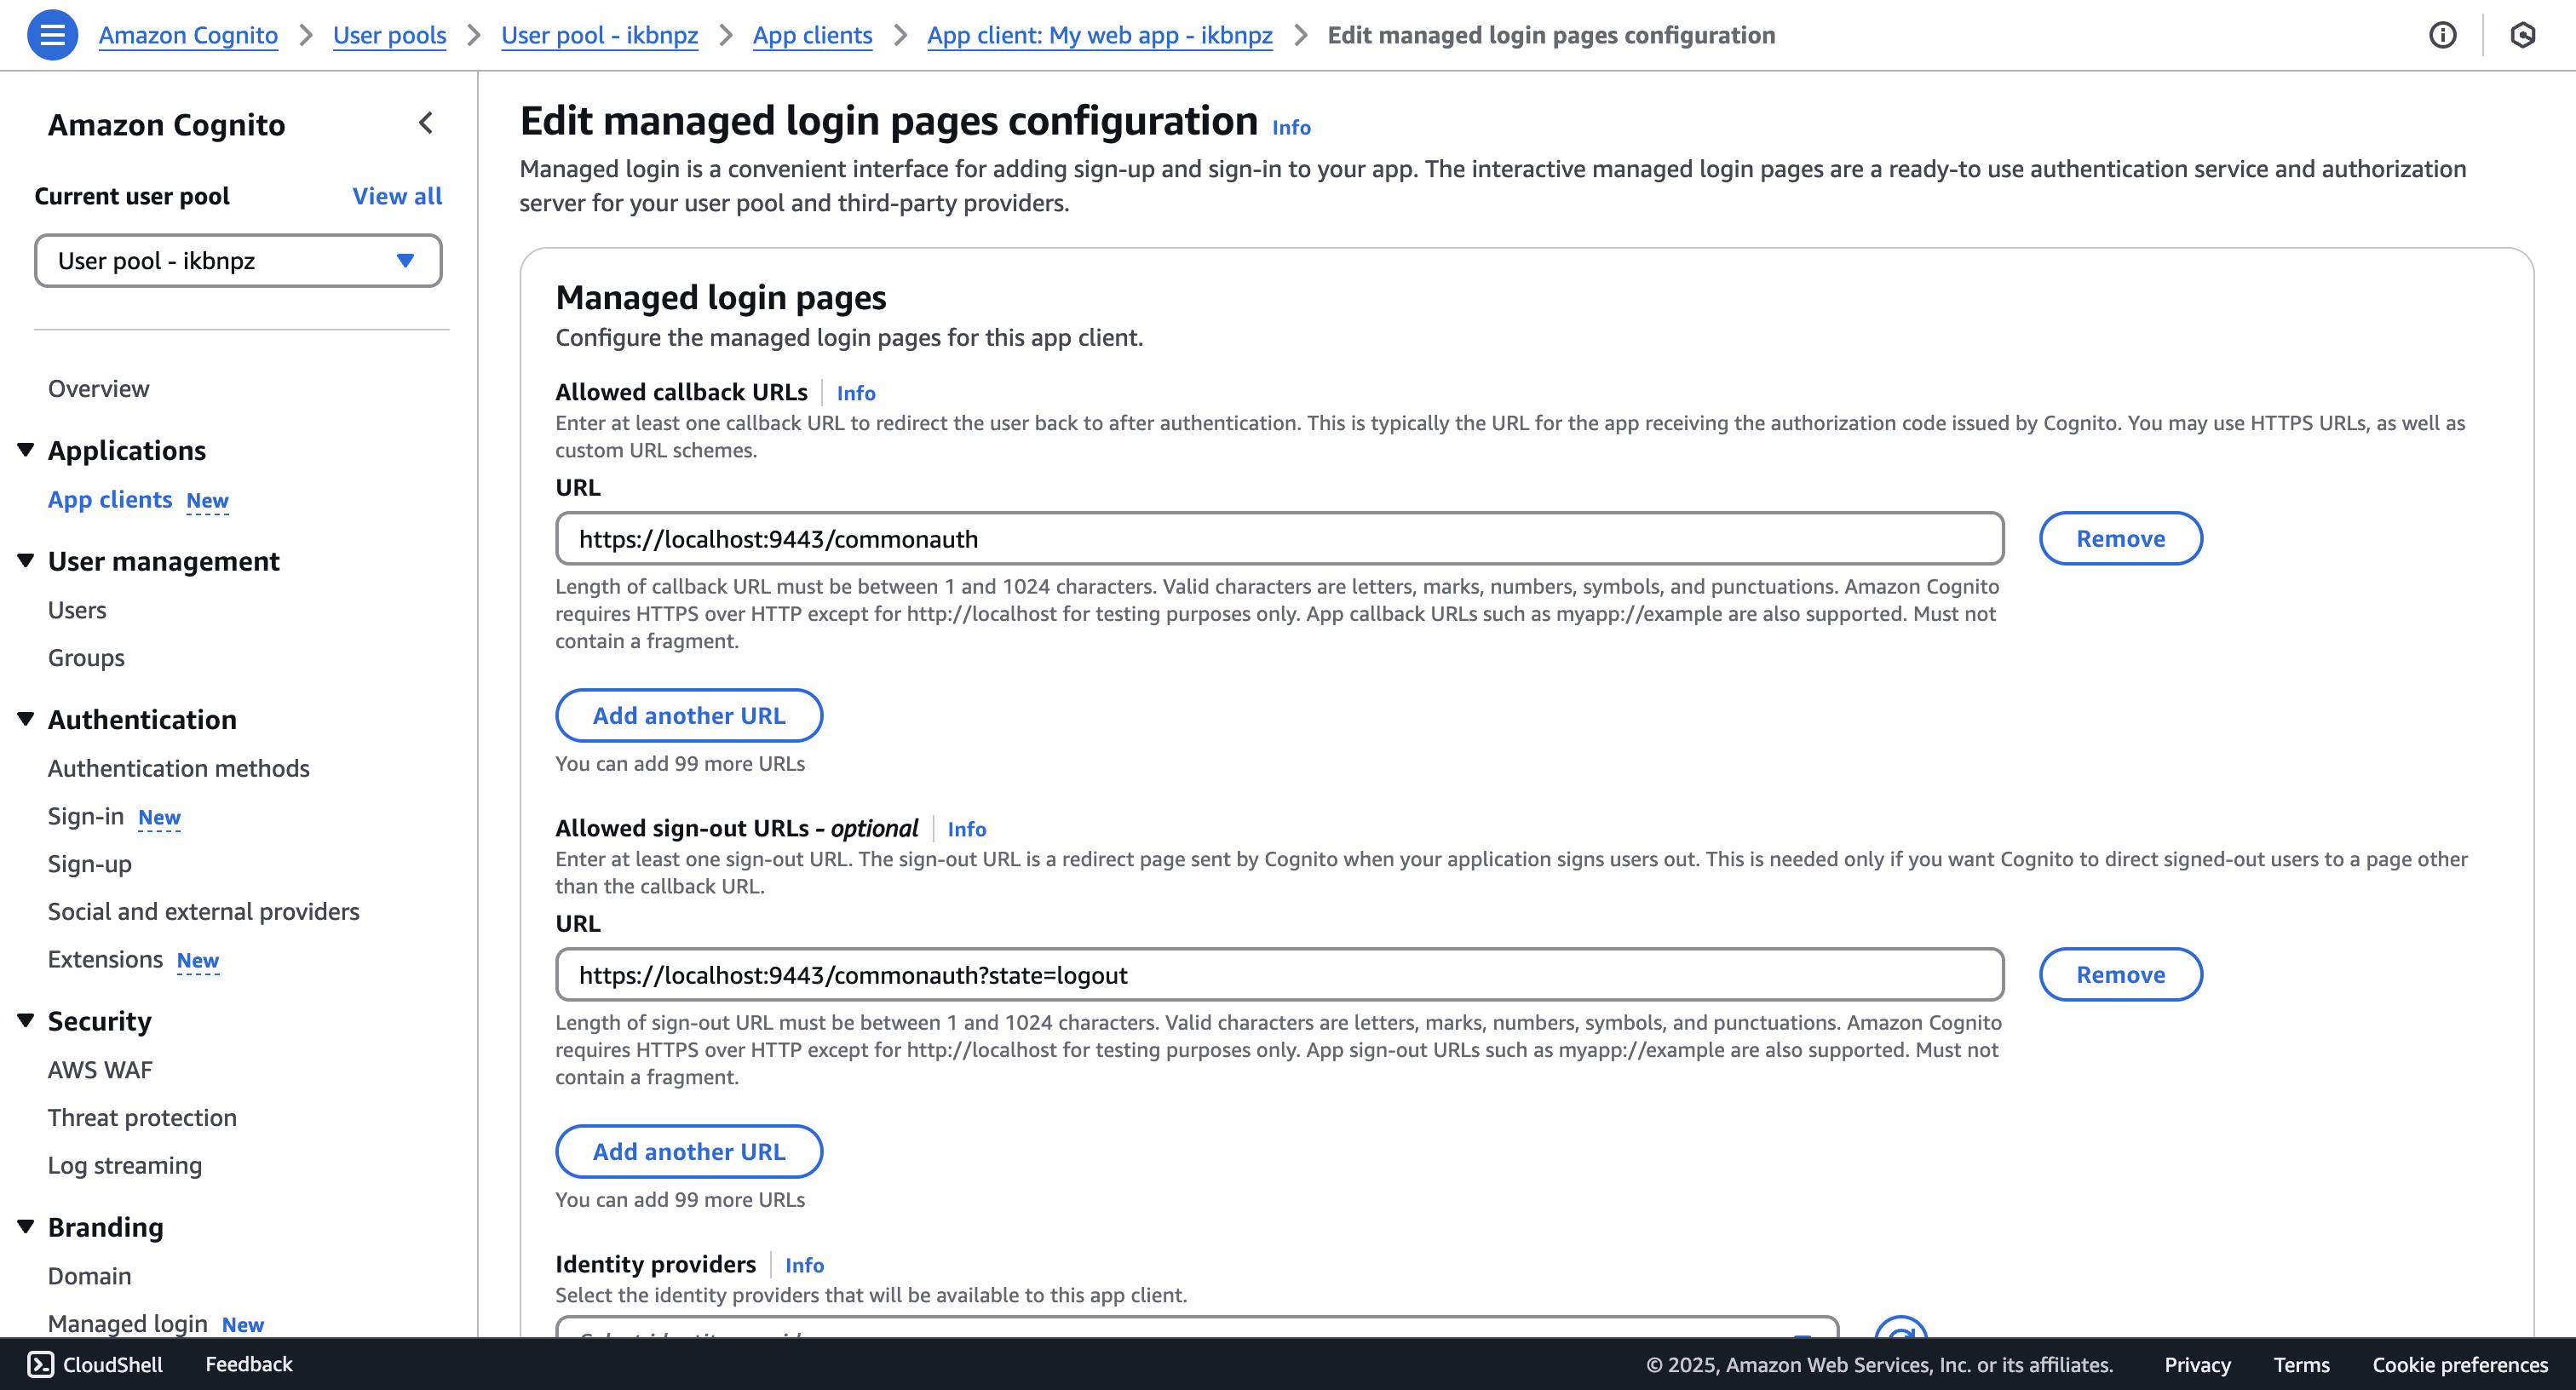 Amazon Cognito > User pools > User pool - ikbnpz > App clients > App client: My web app - ikbnpz > Edit managed login pages configuration
Amazon Cognito
Current user pool View all
User pool - ikbnpz
Overview
Applications
App clients New
User management
Users
Groups
Authentication
Authentication methods
Sign-in New
Sign-up
Social and external providers
Extensions New
Security
AWS WAF
Threat protection
Log streaming
Branding
Domain
Managed login New
Edit managed login pages configuration Info
Managed login is a convenient interface for adding sign-up and sign-in to your app. The interactive managed login pages are a ready-to use authentication service and authorization
server for your user pool and third-party providers.
Managed login pages
Configure the managed login pages for this app client.
Allowed callback URLs Info
Enter at least one callback URL to redirect the user back to after authentication. This is typically the URL for the app receiving the authorization code issued by Cognito. You may use HTTPS URLs, as well as
custom URL schemes.
URL
https://localhost:9443/commonauth Remove
Length of callback URL must be between 1 and 1024 characters. Valid characters are letters, marks, numbers, symbols, and punctuations. Amazon Cognito
requires HTTPS over HTTP except for http://localhost for testing purposes only. App callback URLs such as myapp://example are also supported. Must not
contain a fragment.
Add another URL
You can add 99 more URLs
Allowed sign-out URLs - optional Info
Enter at least one sign-out URL. The sign-out URL is a redirect page sent by Cognito when your application signs users out. This is needed only if you want Cognito to direct signed-out users to a page other
than the callback URL.
URL
https://localhost:9443/commonauth?state=logout Remove
Length of sign-out URL must be between 1 and 1024 characters. Valid characters are letters, marks, numbers, symbols, and punctuations. Amazon Cognito
requires HTTPS over HTTP except for http://localhost for testing purposes only. App sign-out URLs such as myapp://example are also supported. Must not
contain a fragment.
Add another URL
You can add 99 more URLs
Identity providers Info
Select the identity providers that will be available to this app client.
CloudShell Feedback © 2025, Amazon Web Services, Inc. or its affiliates. Privacy Terms Cookie preferences